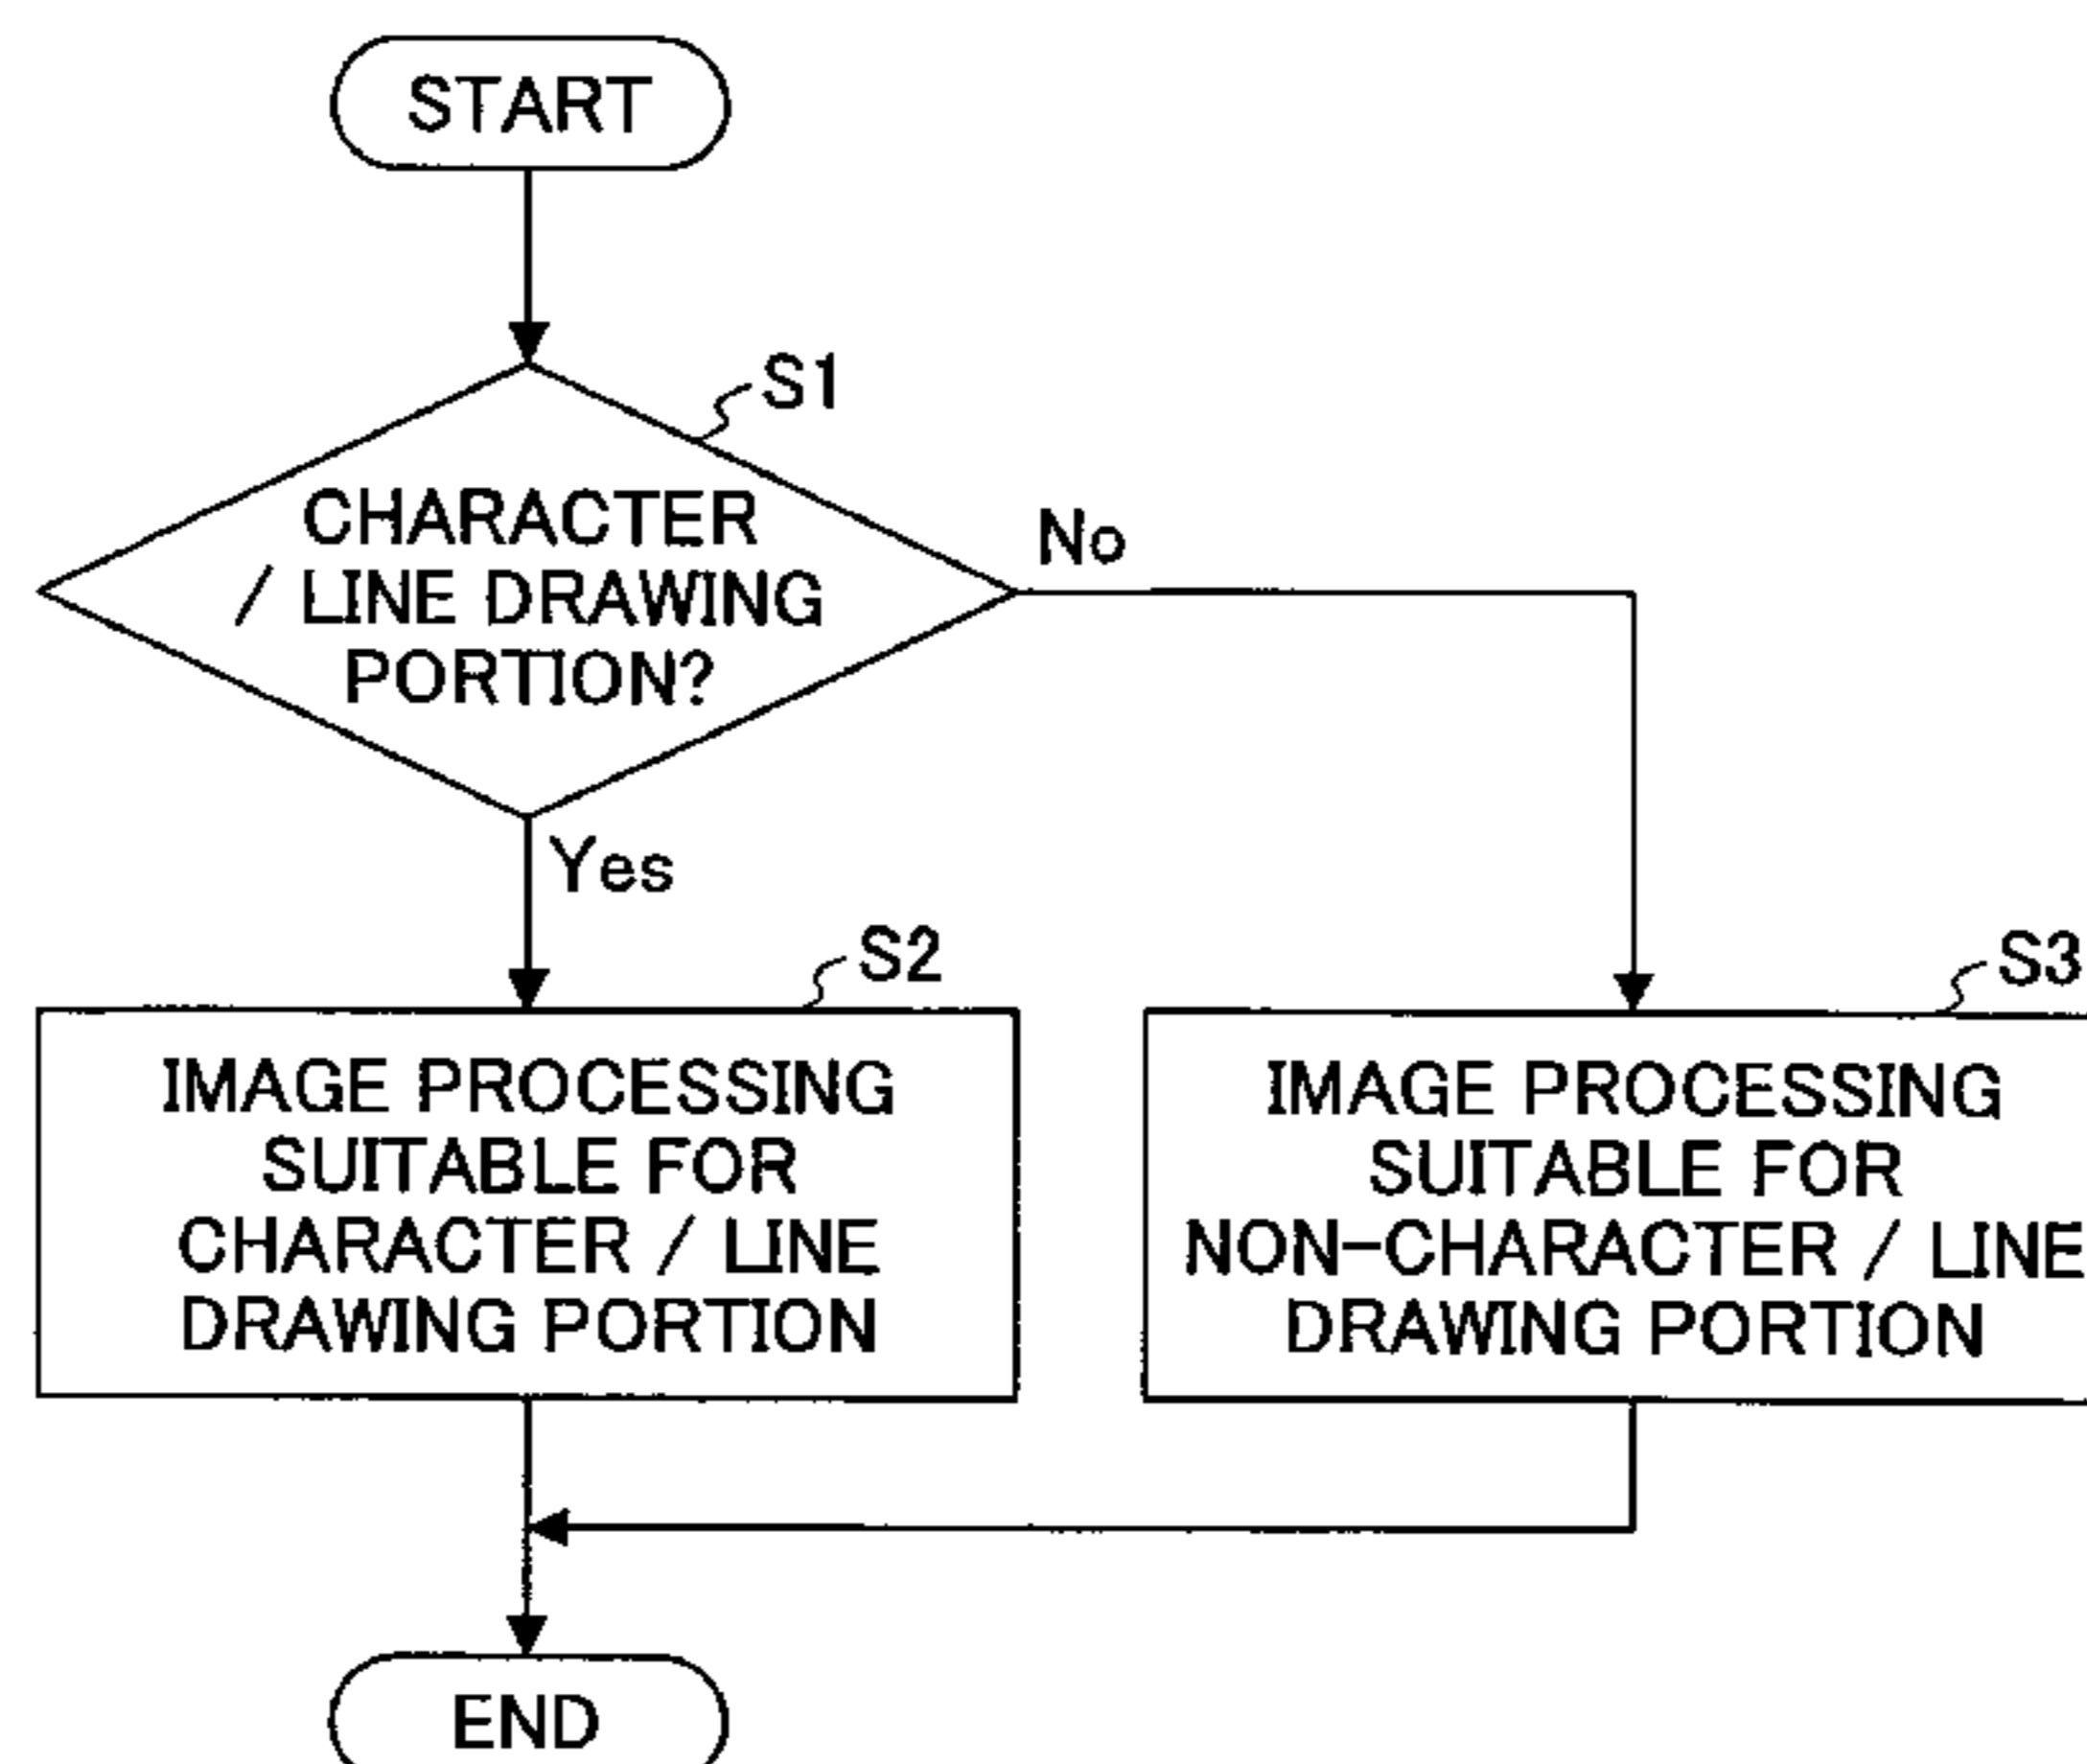 START
S1
CHARACTER
/ LINE DRAWING
PORTION?
No
Yes
S2
IMAGE PROCESSING
SUITABLE FOR
CHARACTER / LINE
DRAWING PORTION
S3
IMAGE PROCESSING
SUITABLE FOR
NON-CHARACTER / LINE
DRAWING PORTION
END